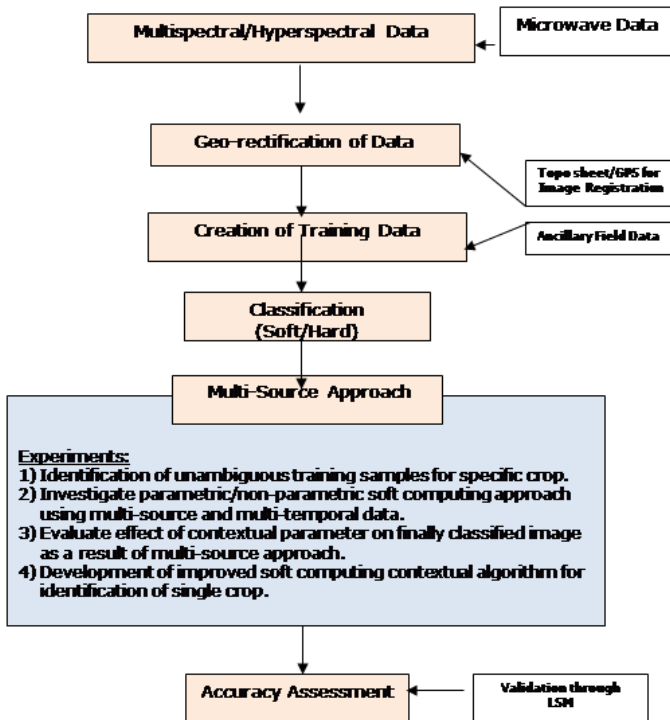 Multispectral/Hyperspectral Data
Microwave Data
Geo-rectification of Data
Topo sheet/GPS for
Image Registration
Creation of Training Data
Ancillary Field Data
Classification
(Soft/Hard)
Multi-Source Approach
Experiments:
1) Identification of unambiguous training samples for specific crop.
2) Investigate parametric/non-parametric soft computing approach
using multi-source and multi-temporal data.
3) Evaluate effect of contextual parameter on finally classified image
as a result of multi-source approach.
4) Development of improved soft computing contextual algorithm for
identification of single crop.
Accuracy Assessment
Validation through
LSM